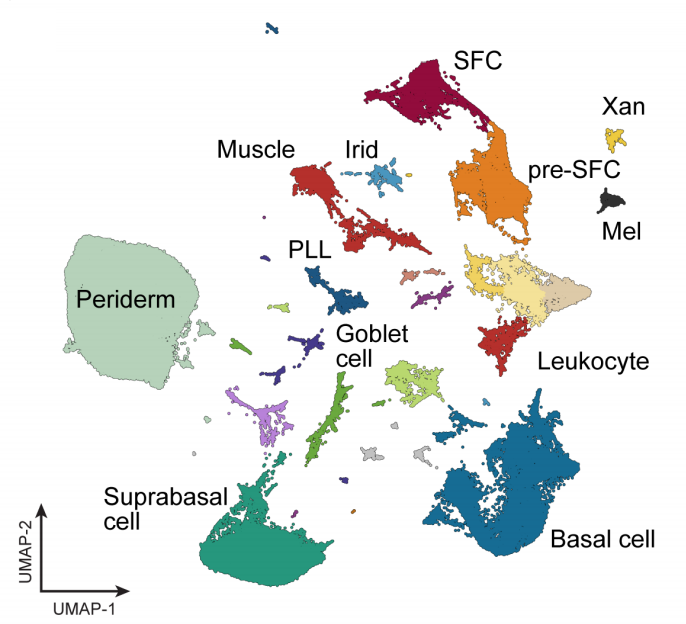 SFC
Xan
Muscle
Irid
pre-SFC
Mel
PLL
Periderm
Goblet
cell
Leukocyte
Suprabasal
cell
Basal cell
UMAP-2
UMAP-1